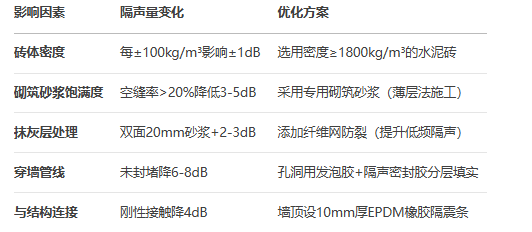 影响因素 隔声量变化 优化方案
砖体密度 每±100kg/m³影响±1dB 选用密度≥1800kg/m³的水泥砖
砌筑砂浆饱满度 空缝率>20%降低3-5dB 采用专用砌筑砂浆（薄层法施工）
抹灰层处理 双面20mm砂浆+2-3dB 添加纤维网防裂（提升低频隔声）
穿墙管线 未封堵降6-8dB 孔洞用发泡胶+隔声密封胶分层填实
与结构连接 刚性接触降4dB 墙顶设10mm厚EPDM橡胶隔震条